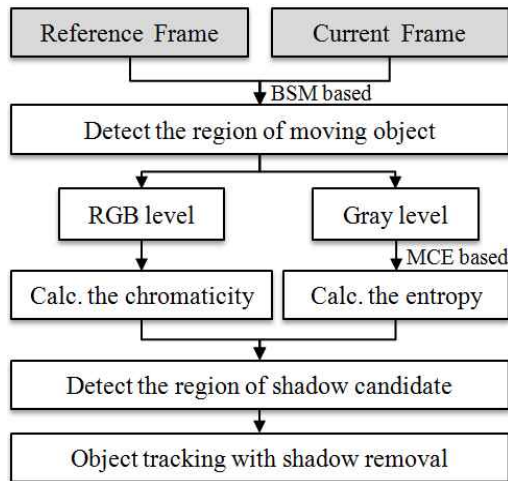 Reference Frame
Current Frame
BSM based
Detect the region of moving object
RGB level
Gray level
MCE based
Calc. the chromaticity
Calc. the entropy
Detect the region of shadow candidate
Object tracking with shadow removal